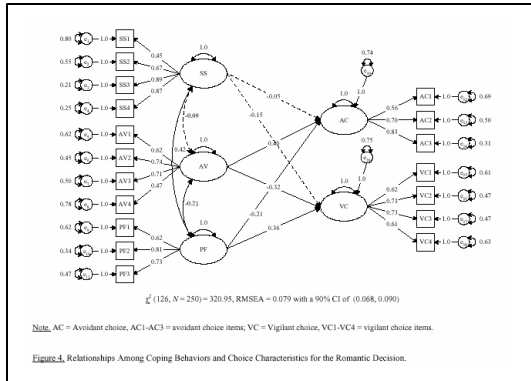 0.74
1.0
0.80 e1 1.0 SS1
0.45
1.0
0.55 1.0 SS2
0.67
SS
1.0
0.21 1.0 SS3
0.89
-0.05
1.0
0.56
AC1 1.0 0.69
0.25 1.0 SS4
0.87
-0.15
AC
0.70
AC2 1.0 0.50
-0.09
0.83
AC3 1.0 0.31
0.62 1.0 AV1
0.62
0.42
1.0
0.75
0.45 1.0 AV2
0.74
AV
1.0
0.50 1.0 AV3
0.71
-0.32
1.0
0.62
VC1 1.0 0.61
0.78 1.0 AV4
0.47
VC
0.73
VC2 1.0 0.47
-0.21
0.73
VC3 1.0 0.47
0.62 1.0 PF1
0.62
1.0
0.36
0.61
VC4 1.0 0.63
0.34 1.0 PF2
0.81
PF
0.47 1.0 PF3
0.73
χ² (126, N = 250) = 320.95, RMSEA = 0.079 with a 90% CI of (0.068, 0.090)
Note. AC = Avoidant choice, AC1-AC3 = avoidant choice items; VC = Vigilant choice, VC1-VC4 = vigilant choice items.
Figure 4. Relationships Among Coping Behaviors and Choice Characteristics for the Romantic Decision.